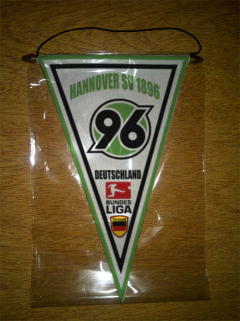 HANNOVER SV 1896
96
DEUTSCHLAND
BUNDES
LIGA